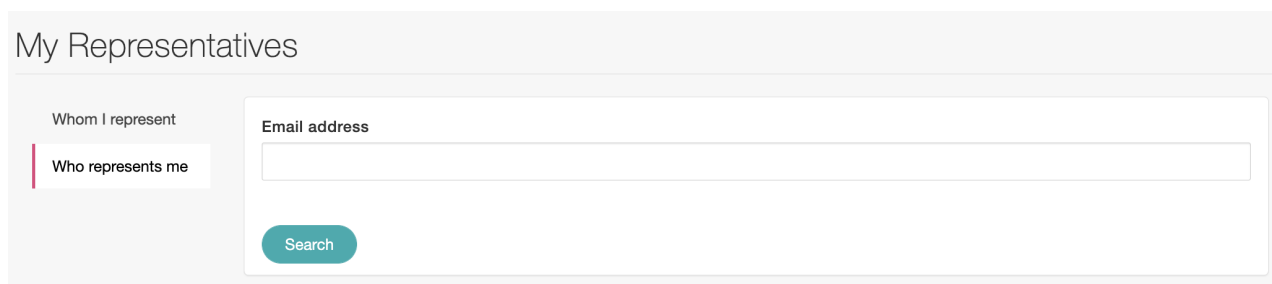 My Representatives
Whom I represent
Who represents me
Email address
Search